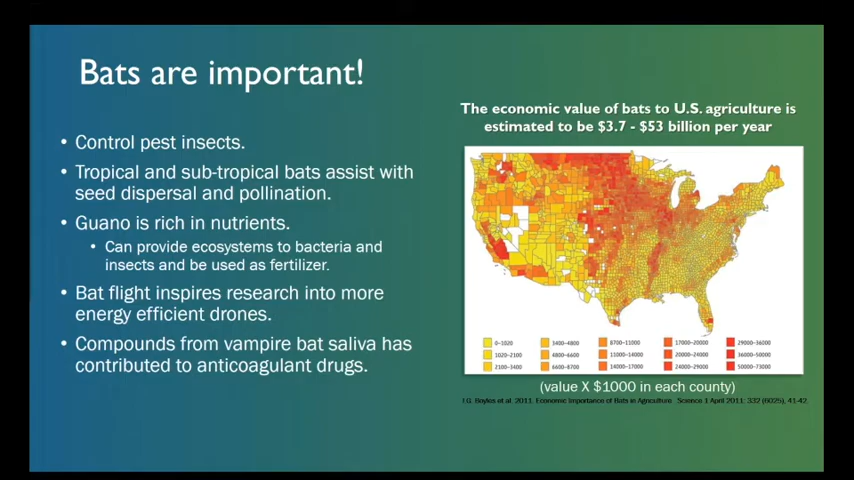 Bats are important!
• Control pest insects.
• Tropical and sub-tropical bats assist with
seed dispersal and pollination.
• Guano is rich in nutrients.
• Can provide ecosystems to bacteria and
insects and be used as fertilizer.
• Bat flight inspires research into more
energy efficient drones.
• Compounds from vampire bat saliva has
contributed to anticoagulant drugs.
The economic value of bats to U.S. agriculture is
estimated to be $3.7 - $53 billion per year
0–1020 3400–4800 8700–11000 17000–20000 29000–36000
1020–2100 4800–6600 11000–14000 20000–24000 36000–50000
2100–3400 6600–8700 14000–17000 24000–29000 50000–73000
(value X $1000 in each county)
J.G. Boyles et al. 2011. Economic Importance of Bats in Agriculture. Science 1 April 2011: 332 (6025), 41-42.